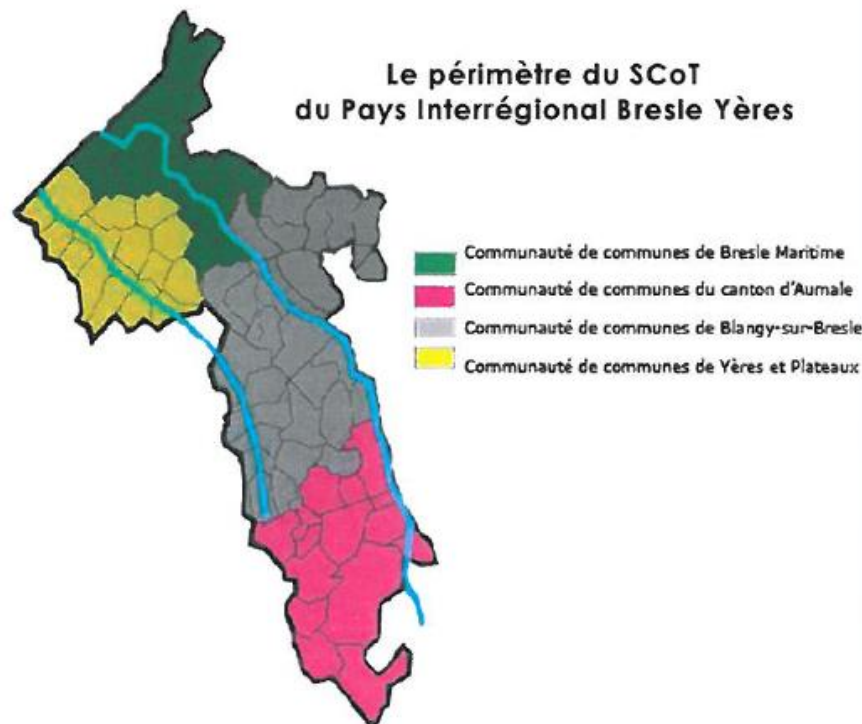 Le périmètre du SCoT
du Pays Interrégional Bresle Yères
Communauté de communes de Bresle Maritime
Communauté de communes du canton d'Aumale
Communauté de communes de Blangy-sur-Bresle
Communauté de communes de Yères et Plateaux